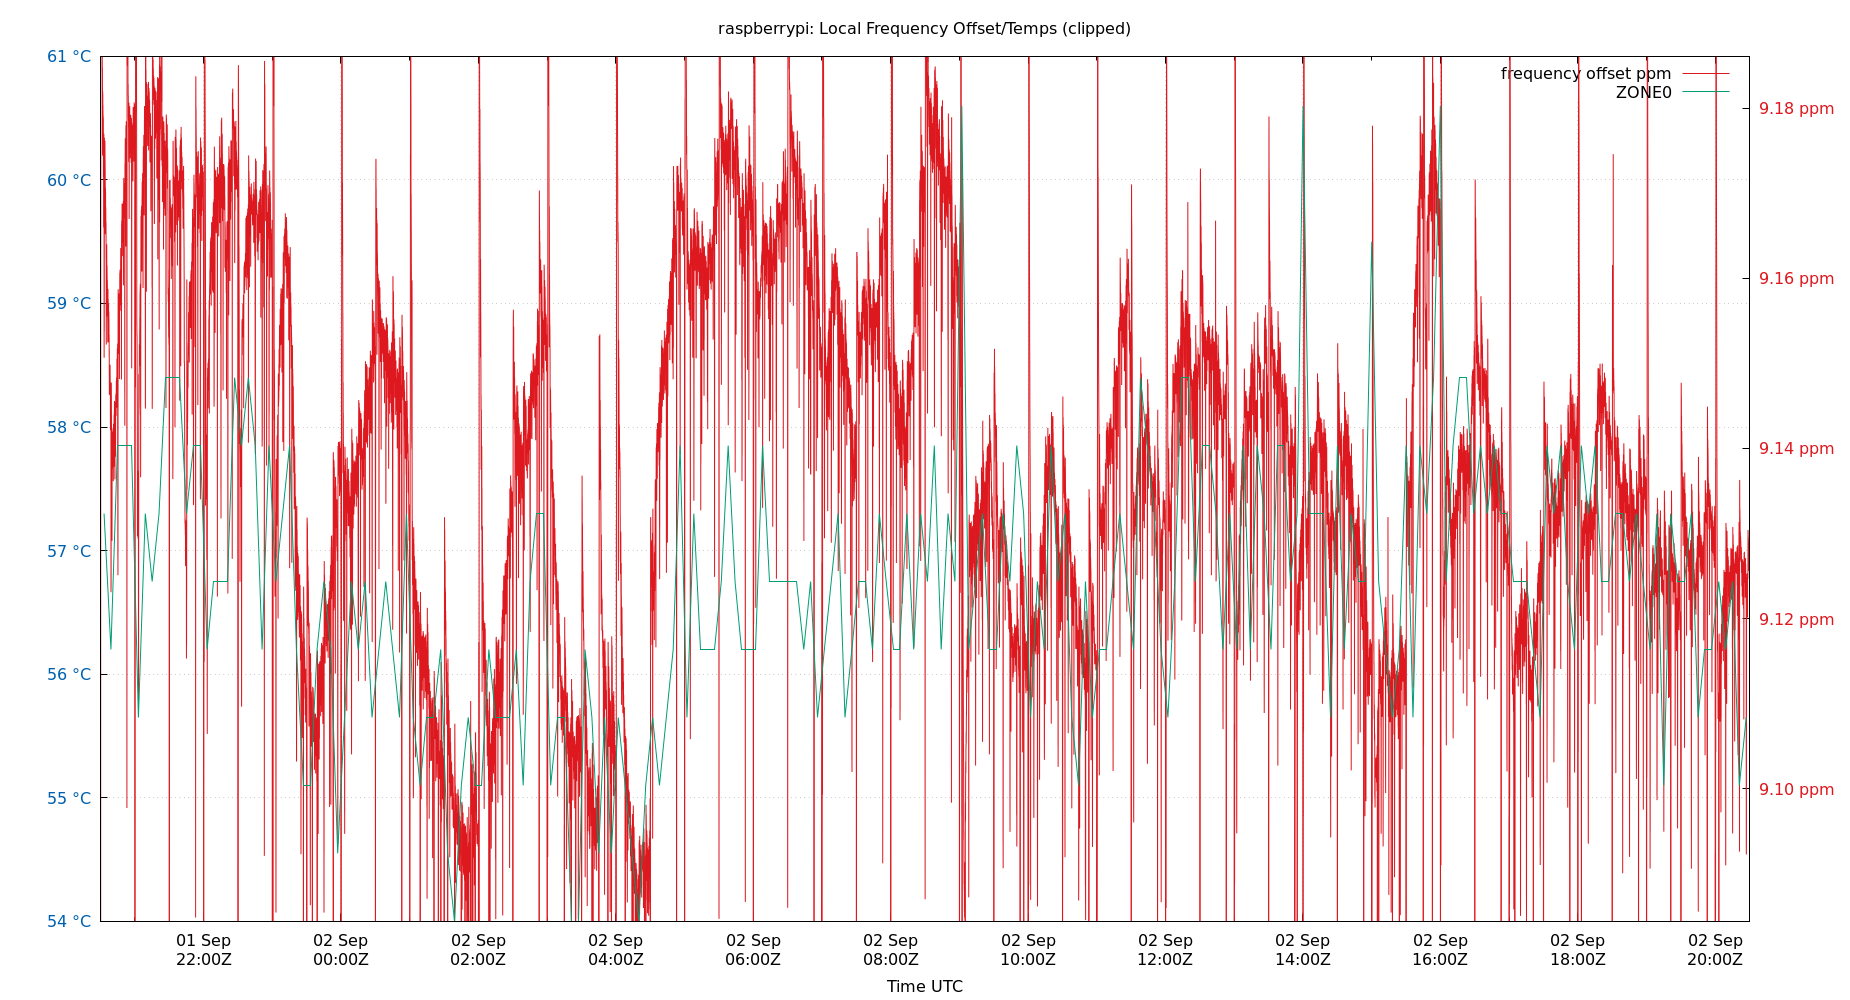 raspberrypi: Local Frequency Offset/Temps (clipped)
61 °C
60 °C
59 °C
58 °C
57 °C
56 °C
55 °C
54 °C
frequency offset ppm
ZONE0
9.18 ppm
9.16 ppm
9.14 ppm
9.12 ppm
9.10 ppm
01 Sep
22:00Z
02 Sep
00:00Z
02 Sep
02:00Z
02 Sep
04:00Z
02 Sep
06:00Z
02 Sep
08:00Z
02 Sep
10:00Z
02 Sep
12:00Z
02 Sep
14:00Z
02 Sep
16:00Z
02 Sep
18:00Z
02 Sep
20:00Z
Time UTC